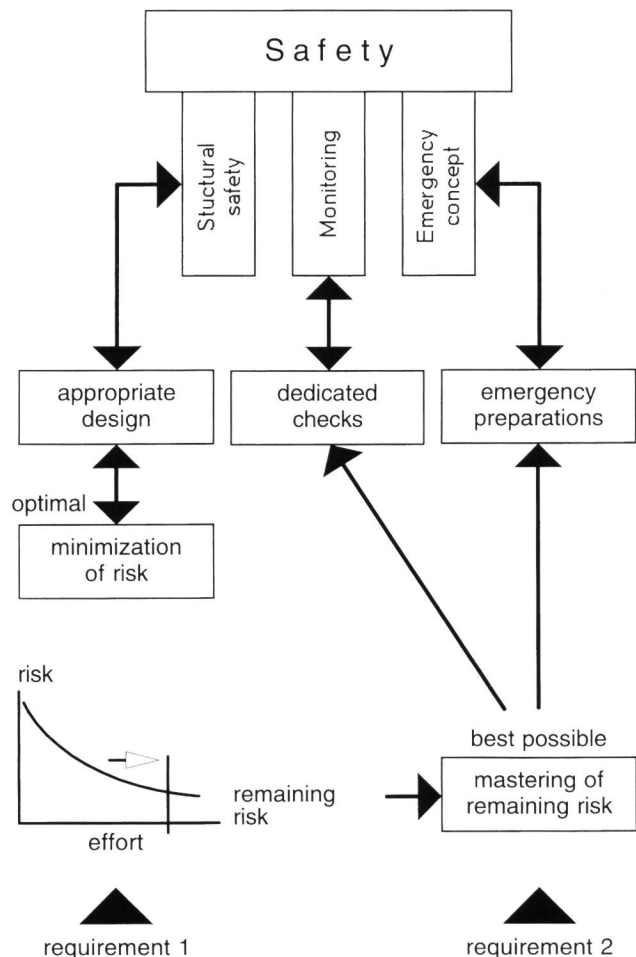 Safety
Stuctural
safety
Monitoring
Emergency
concept
appropriate
design
dedicated
checks
emergency
preparations
optimal
minimization
of risk
risk
best possible
mastering of
remaining risk
remaining
risk
effort
requirement 1
requirement 2